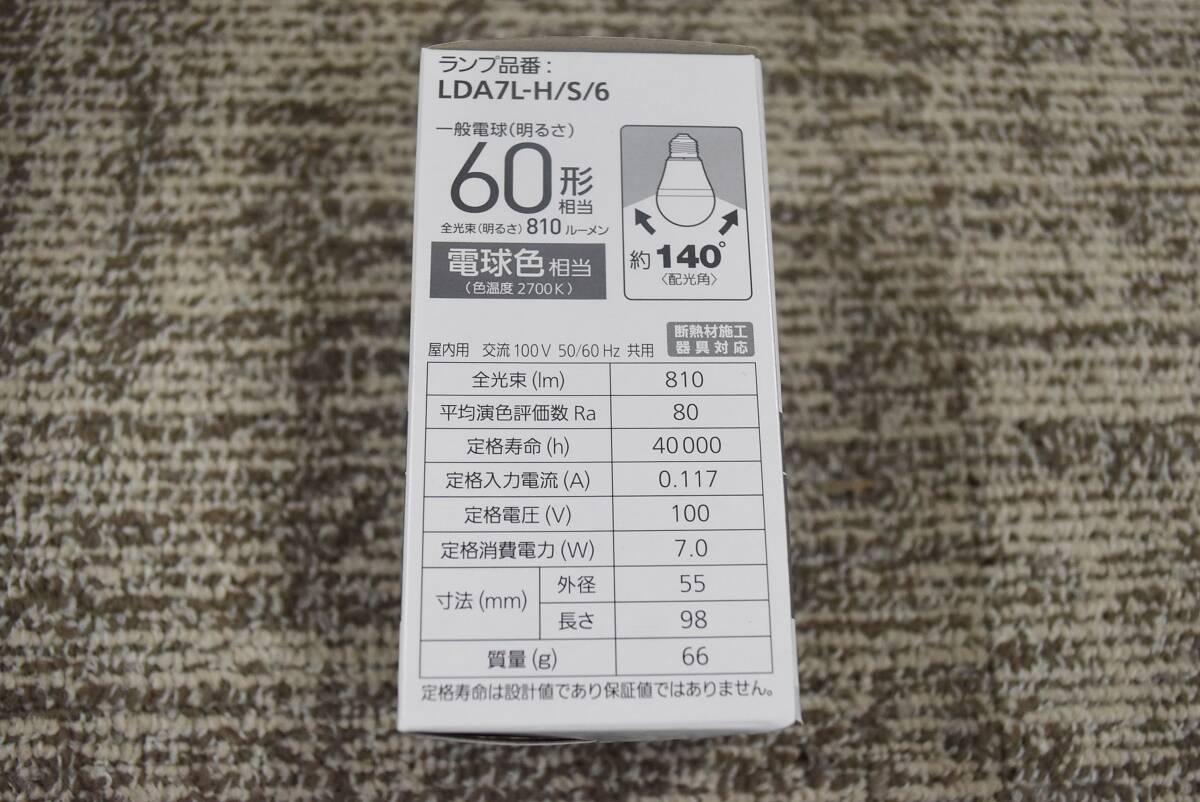 ランプ品番:
LDA7L-H/S/6
一般電球(明るさ)
60形
相当
全光束(明るさ) 810 ルーメン
電球色 相当
(色温度 2700K)
約 140°
〈配光角〉
断熱材施工
器具対応
屋内用 交流 100V 50/60 Hz 共用
全光束 (lm) 810
平均演色評価数 Ra 80
定格寿命 (h) 40 000
定格入力電流 (A) 0.117
定格電圧 (V) 100
定格消費電力 (W) 7.0
寸法 (mm) 外径 55
長さ 98
質量 (g) 66
定格寿命は設計値であり保証値ではありません。